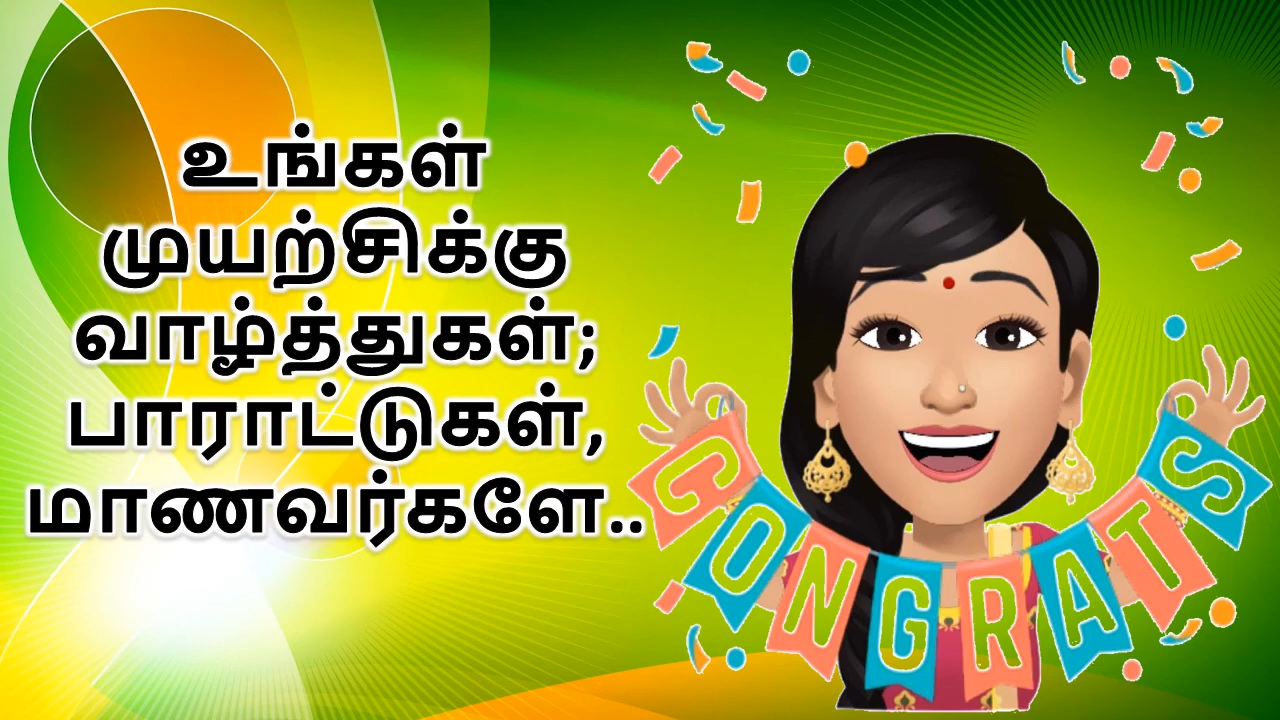 உங்கள்
முயற்சிக்கு
வாழ்த்துகள்;
பாராட்டுகள்,
மாணவர்களே..
CONGRATS